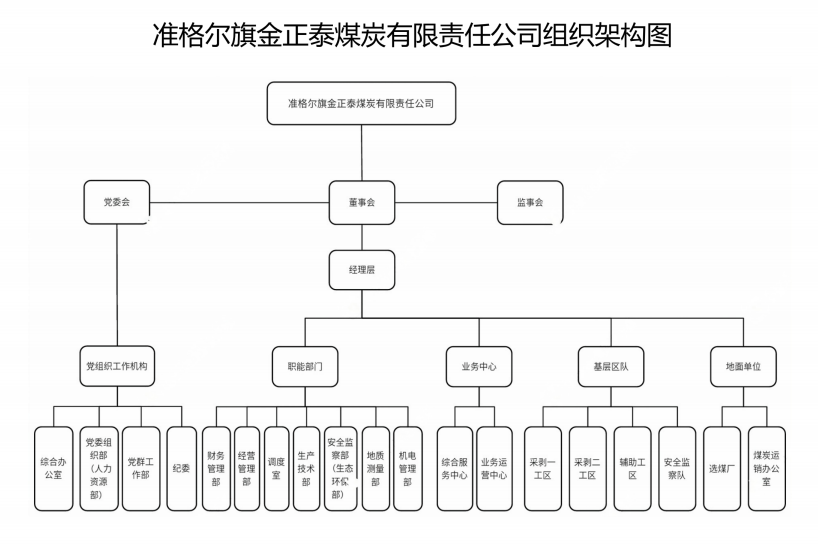 准格尔旗金正泰煤炭有限责任公司组织架构图
准格尔旗金正泰煤炭有限责任公司
党委会
董事会
监事会
经理层
党组织工作机构
职能部门
业务中心
基层区队
地面单位
综合办
公室
党委组
织部
（人力
资源
部）
党群工
作部
纪委
财务
管理
部
经营
管理
部
调度
室
生产
技术
部
安全监
察部
（生态
环保
部）
地质
测量
部
机电
管理
部
综合服
务中心
业务运
营中心
采剥一
工区
采剥二
工区
辅助工
区
安全监
察队
选煤厂
煤炭运
销办公
室